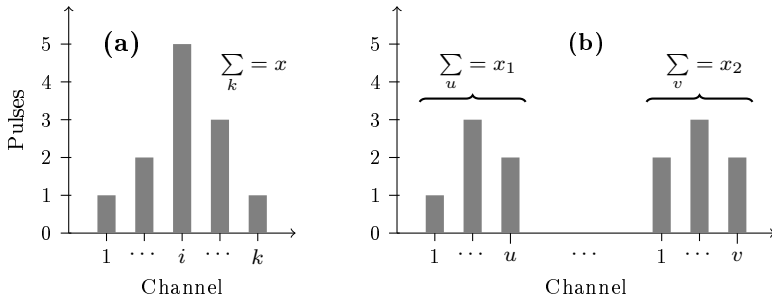 (a)
∑ = x
k
Pulses
5
4
3
2
1
0
1 ··· i ··· k
Channel
(b)
∑ = x₁
u
∑ = x₂
v
5
4
3
2
1
0
1 ··· u ··· 1 ··· v
Channel